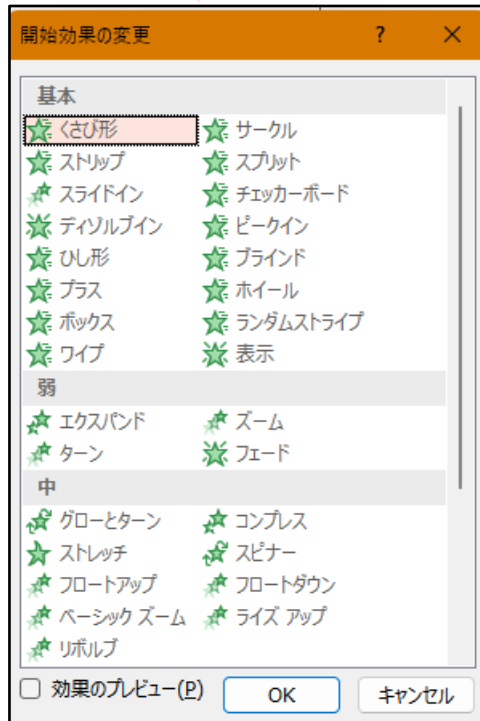 開始効果の変更 ? ×
基本
くさび形 サークル
ストリップ スプリット
スライドイン チェッカーボード
ディゾルブイン ピークイン
ひし形 ブラインド
プラス ホイール
ボックス ランダムストライプ
ワイプ 表示
弱
エクスパンド ズーム
ターン フェード
中
グローとターン コンプレス
ストレッチ スピナー
フロートアップ フロートダウン
ベーシック ズーム ライズ アップ
リボルブ
効果のプレビュー(P) OK キャンセル